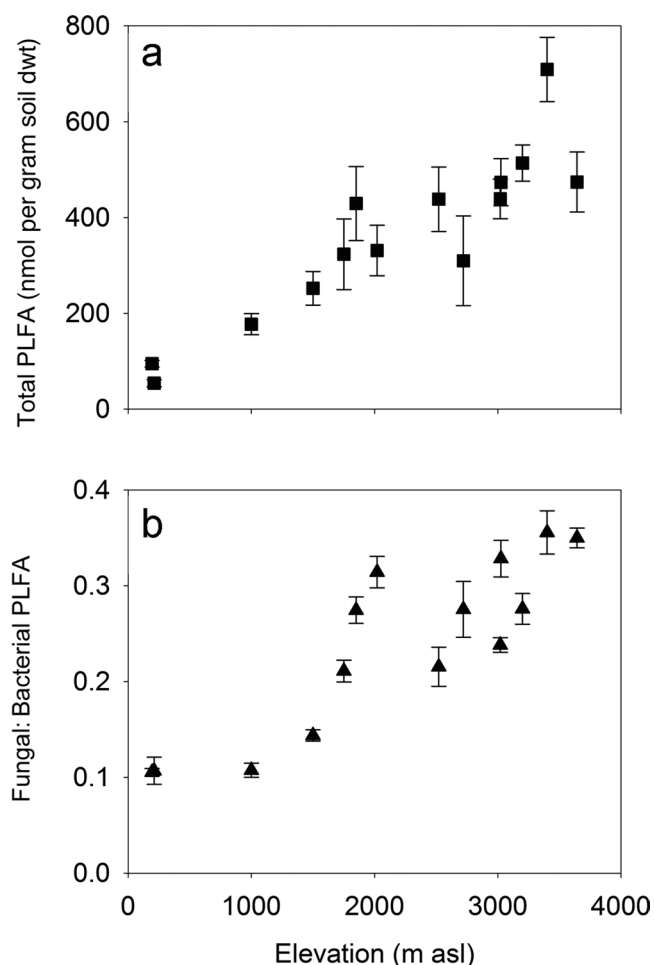 800
600
400
200
0
a
Total PLFA (nmol per gram soil dwt)
0.4
0.3
0.2
0.1
0.0
b
Fungal: Bacterial PLFA
0 1000 2000 3000 4000
Elevation (m asl)